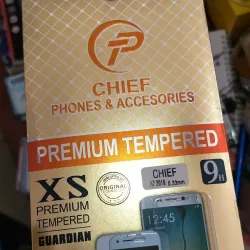 CHIEF
PHONES & ACCESORIES
PREMIUM TEMPERED
XS
PREMIUM
TEMPERED
GUARDIAN
ORIGINAL
CHIEF
9H
12:45